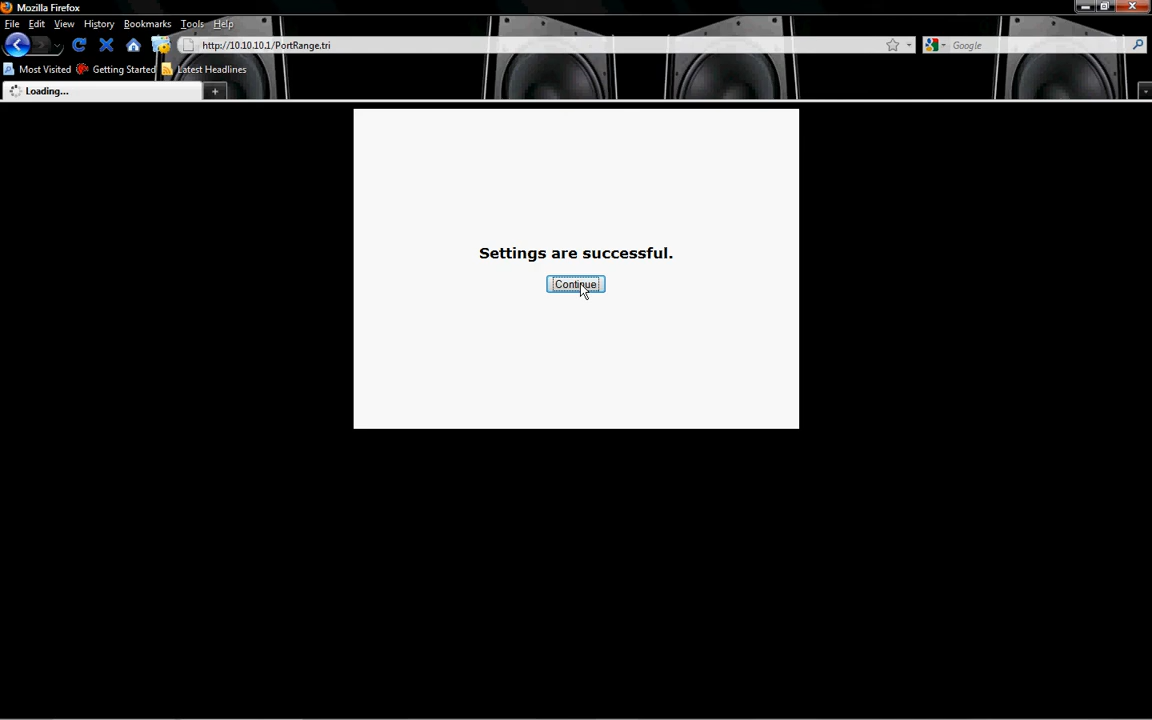 Mozilla Firefox
File Edit View History Bookmarks Tools Help
http://10.10.10.1/PortRange.tri
Google
Most Visited Getting Started Latest Headlines
Loading...
Settings are successful.
Continue